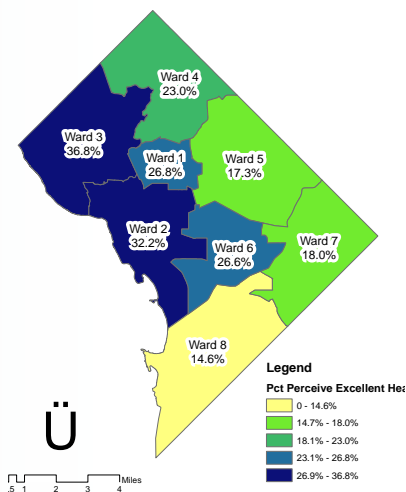 Ward 4
23.0%
Ward 3
36.8%
Ward 1
26.8%
Ward 5
17.3%
Ward 2
32.2%
Ward 6
26.6%
Ward 7
18.0%
Ward 8
14.6%
Legend
Pct Perceive Excellent Hea
0 - 14.6%
14.7% - 18.0%
18.1% - 23.0%
23.1% - 26.8%
26.9% - 36.8%
Ü
Miles
.5 1 2 3 4